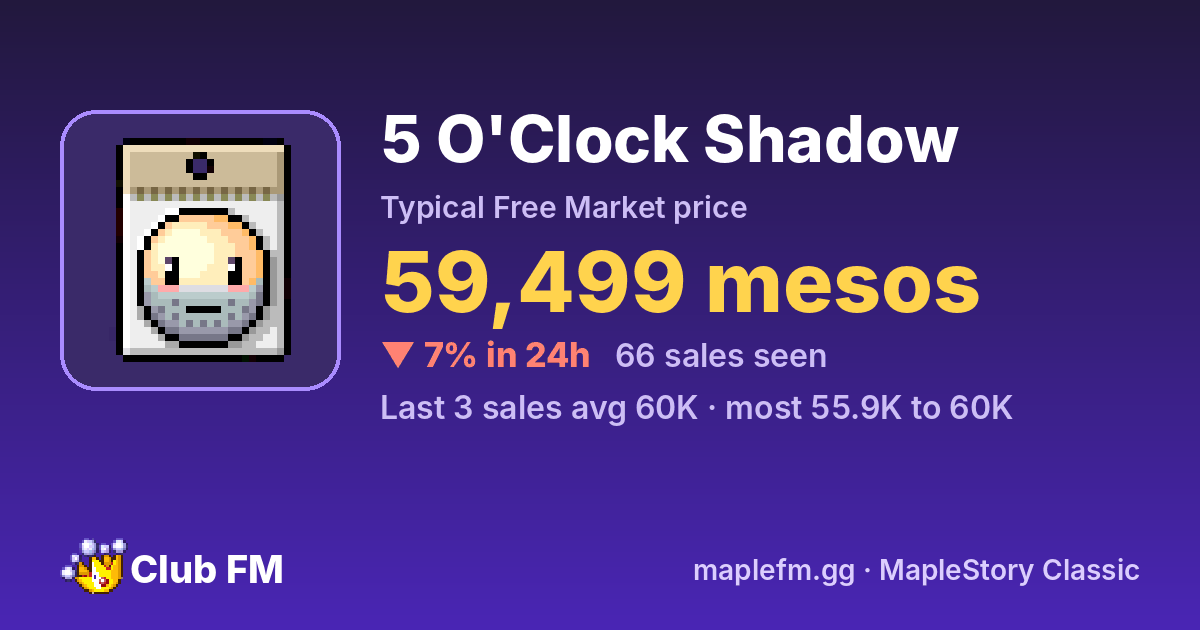 5 O'Clock Shadow
Typical Free Market price
59,499 mesos
▼ 7% in 24h 66 sales seen
Last 3 sales avg 60K · most 55.9K to 60K
Club FM
maplefm.gg · MapleStory Classic